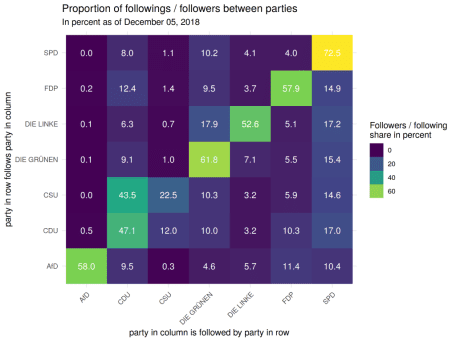 Proportion of followings / followers between parties
In percent as of December 05, 2018
party in row follows party in column
SPD 0.0 8.0 1.1 10.2 4.1 4.0 72.5
FDP 0.2 12.4 1.4 9.5 3.7 57.9 14.9
DIE LINKE 0.1 6.3 0.7 17.9 52.6 5.1 17.2
DIE GRÜNEN 0.1 9.1 1.0 61.8 7.1 5.5 15.4
CSU 0.0 43.5 22.5 10.3 3.2 5.9 14.6
CDU 0.5 47.1 12.0 10.0 3.2 10.3 17.0
AfD 58.0 9.5 0.3 4.6 5.7 11.4 10.4
AfD CDU CSU DIE GRÜNEN DIE LINKE FDP SPD
party in column is followed by party in row
Followers / following
share in percent
0
20
40
60